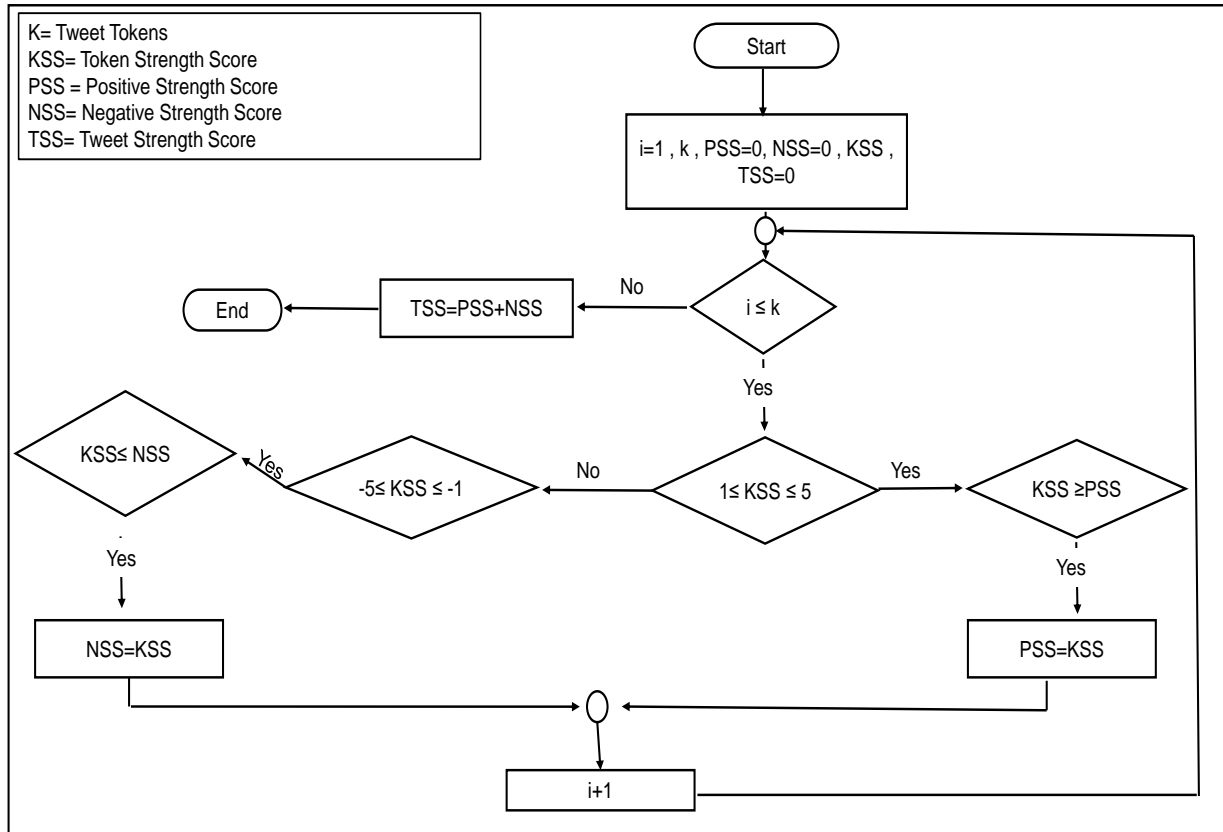 K= Tweet Tokens
KSS= Token Strength Score
PSS = Positive Strength Score
NSS= Negative Strength Score
TSS= Tweet Strength Score
Start
i=1 , k , PSS=0, NSS=0 , KSS ,
TSS=0
i ≤ k
No
TSS=PSS+NSS
End
Yes
1≤ KSS ≤ 5
No
-5≤ KSS ≤ -1
Yes
KSS≤ NSS
Yes
KSS ≥PSS
Yes
NSS=KSS
Yes
PSS=KSS
i+1